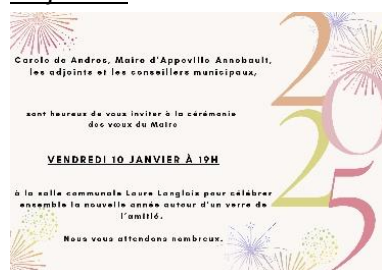 Carole de Andres, Maire d'Appeville Annebault,
les adjoints et les conseillers municipaux,
sont heureux de vous inviter à la cérémonie
des vœux du Maire
VENDREDI 10 JANVIER À 19H
à la salle communale Laure Langlois pour célébrer
ensemble la nouvelle année autour d'un verre de
l'amitié.
Nous vous attendons nombreux.
2025